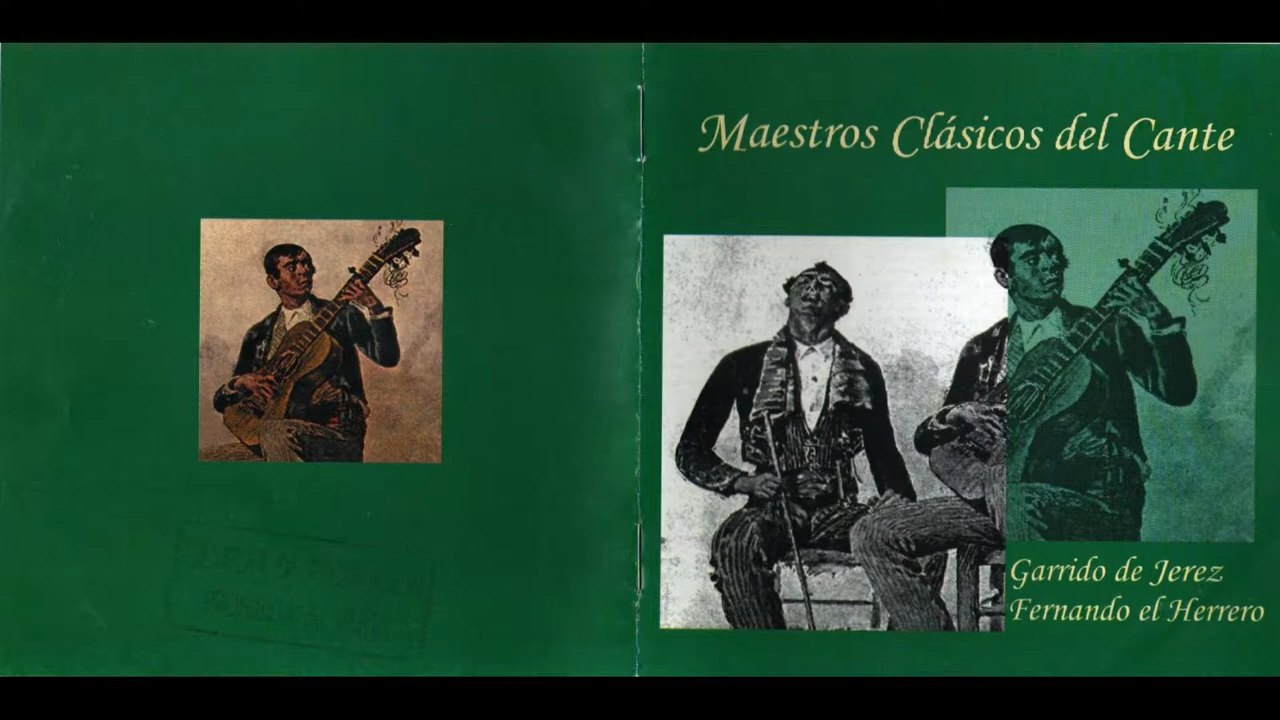 Maestros Clásicos del Cante
Garrido de Jerez
Fernando el Herrero